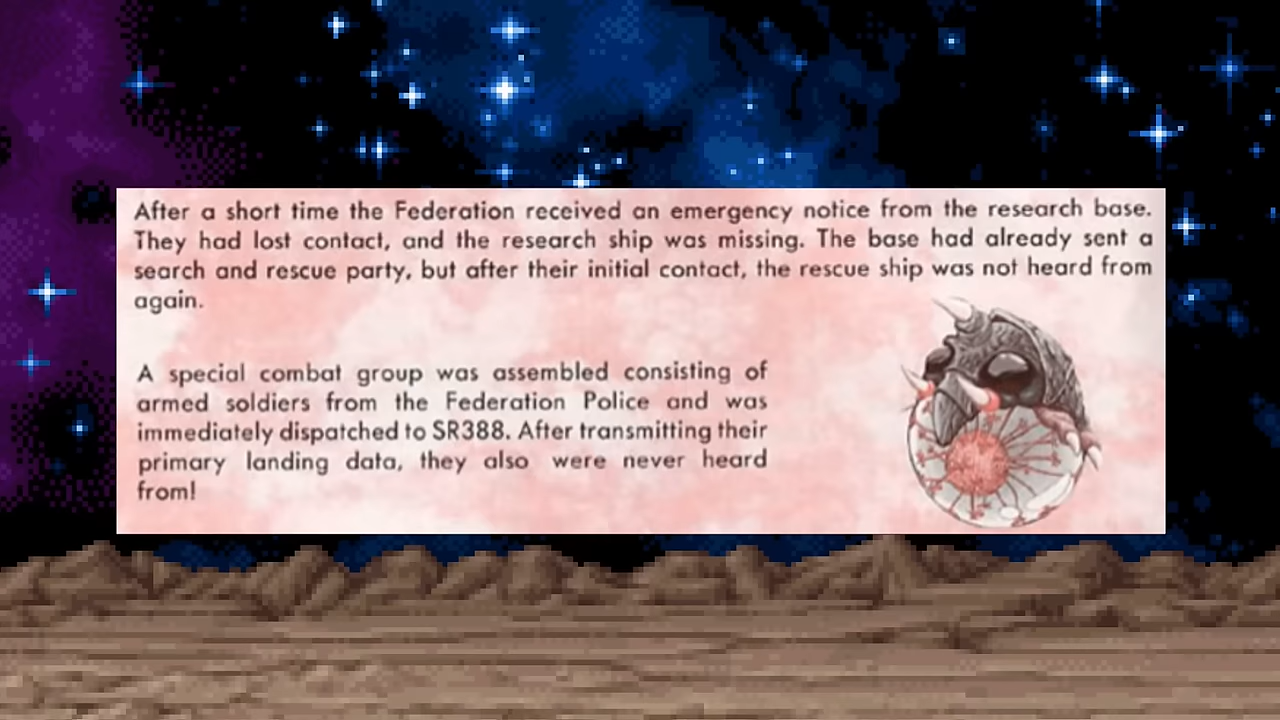 After a short time the Federation received an emergency notice from the research base.
They had lost contact, and the research ship was missing. The base had already sent a
search and rescue party, but after their initial contact, the rescue ship was not heard from
again.
A special combat group was assembled consisting of
armed soldiers from the Federation Police and was
immediately dispatched to SR388. After transmitting their
primary landing data, they also were never heard
from!